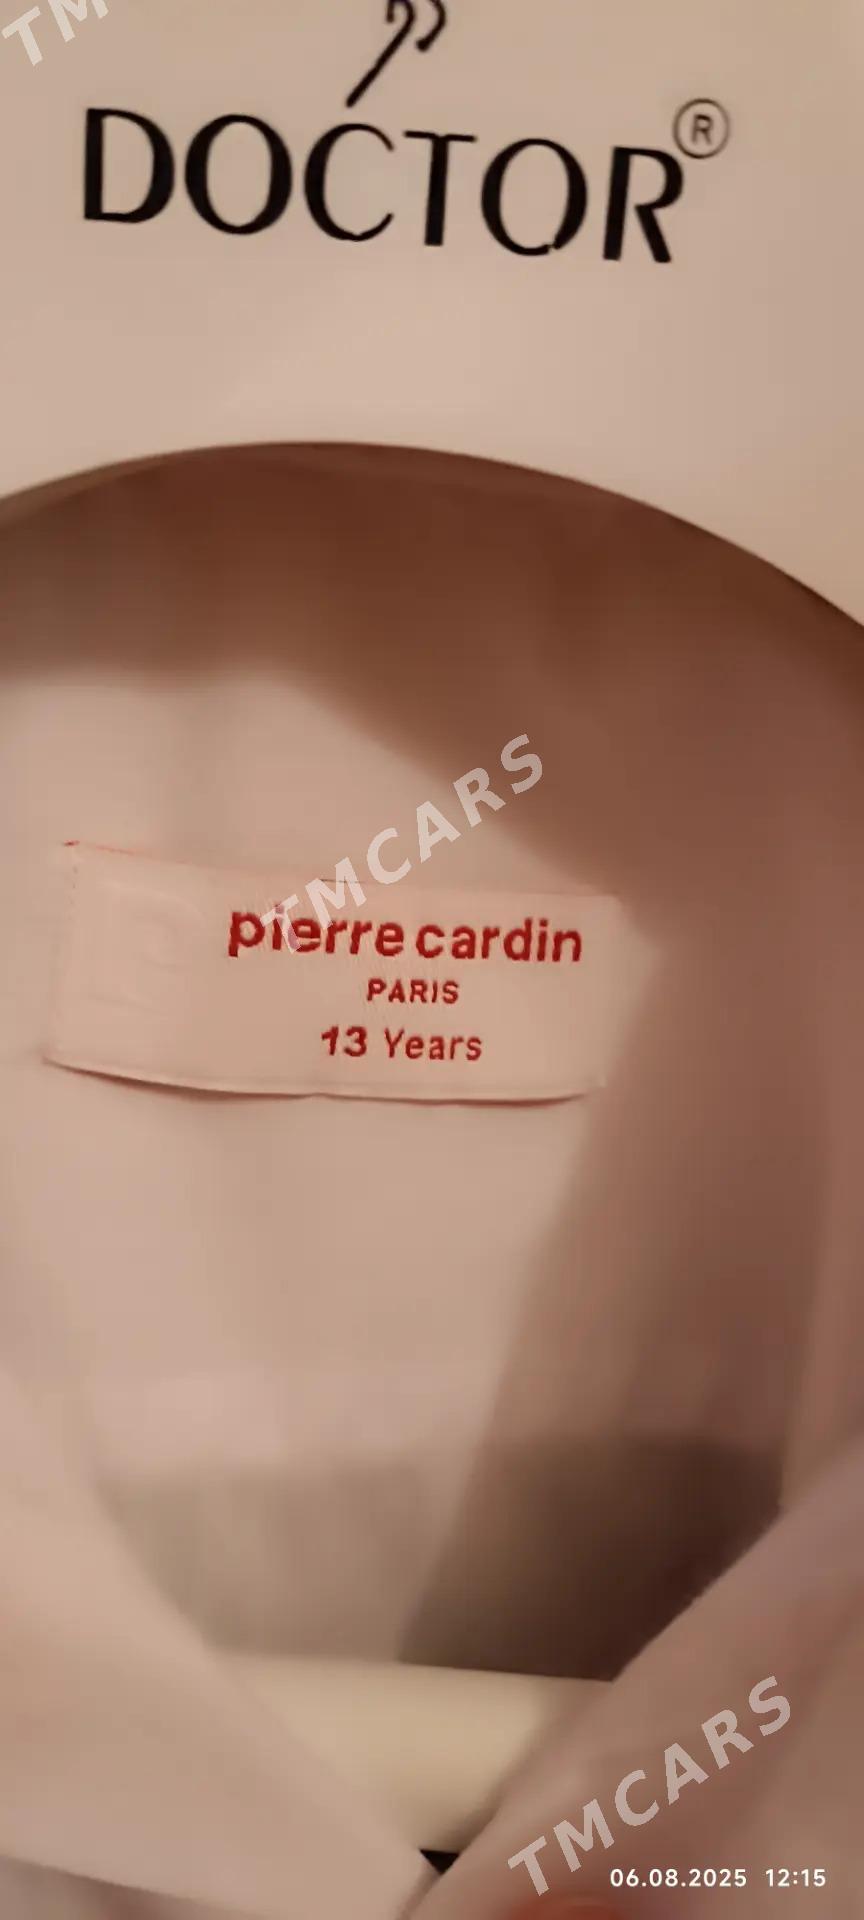 TM
DOCTOR®
TMCARS
pierre cardin
PARIS
13 Years
TMCARS
06.08.2025 12:15